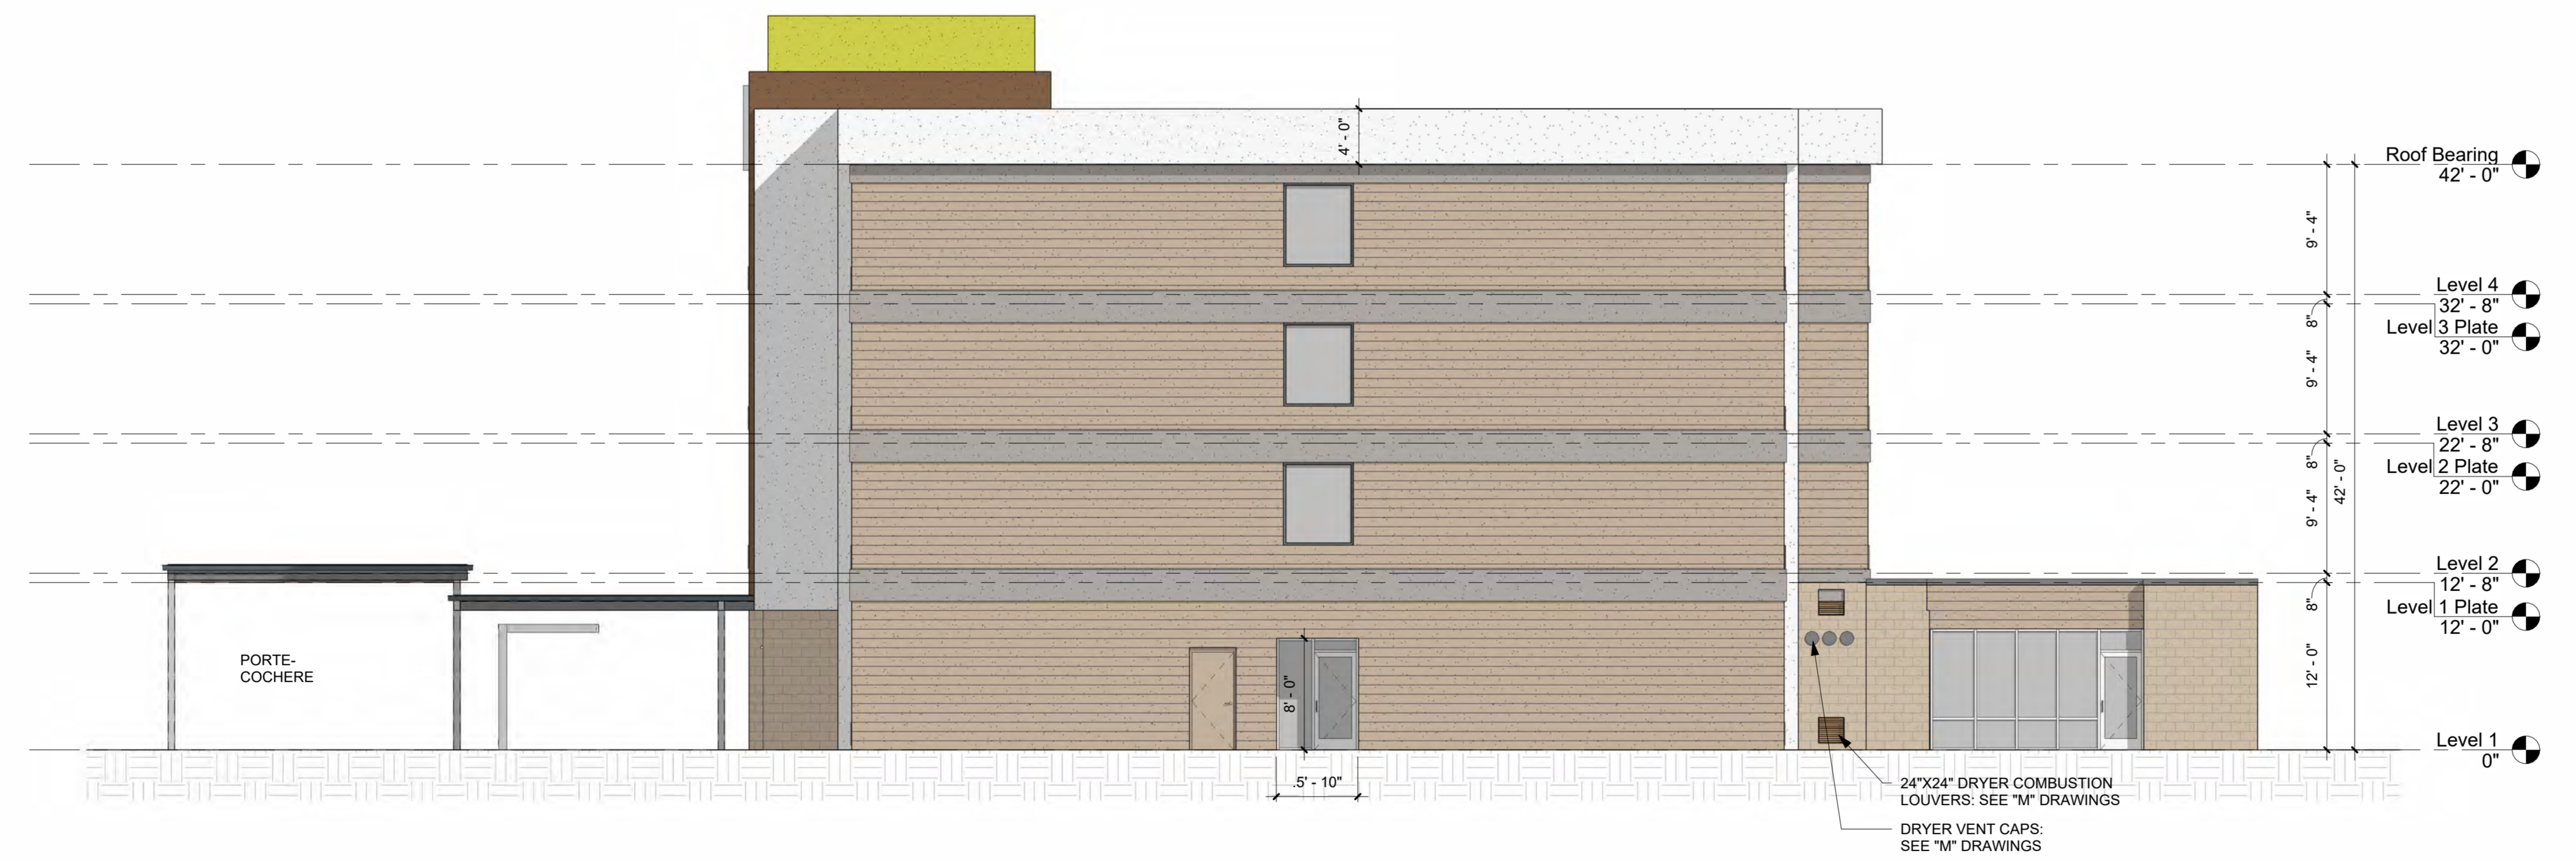 4' - 0"
Roof Bearing
42' - 0"
9' - 4"
Level 4
32' - 8"
8"
Level 3 Plate
32' - 0"
9' - 4"
Level 3
22' - 8"
8"
Level 2 Plate
22' - 0"
42' - 0"
9' - 4"
Level 2
12' - 8"
8"
Level 1 Plate
12' - 0"
12' - 0"
PORTE-
COCHERE
8' - 0"
Level 1
0"
.5' - 10"
24"X24" DRYER COMBUSTION
LOUVERS: SEE "M" DRAWINGS
DRYER VENT CAPS:
SEE "M" DRAWINGS